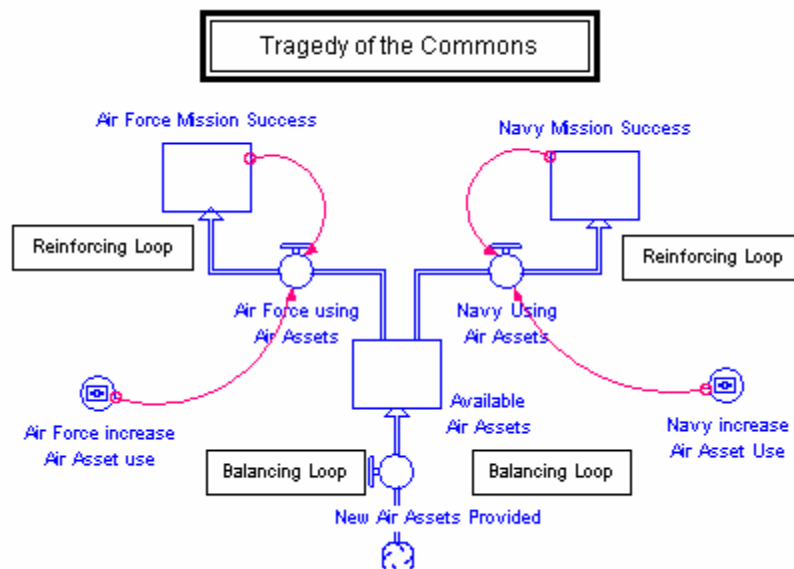 Tragedy of the Commons
Air Force Mission Success
Navy Mission Success
Reinforcing Loop
Reinforcing Loop
Air Force using
Air Assets
Navy Using
Air Assets
Available
Air Assets
Air Force increase
Air Asset use
Navy increase
Air Asset Use
Balancing Loop
Balancing Loop
New Air Assets Provided